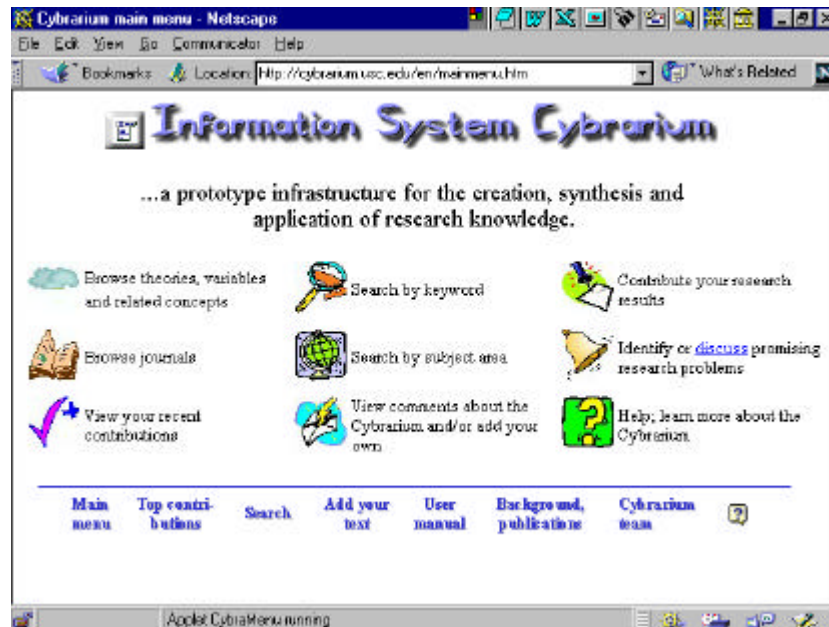 Cybrarium main menu - Netscape
File Edit View Go Communicator Help
Bookmarks Location: http://cybrarium.usc.edu/en/mainmenu.htm What's Related
Information System Cybrarium
...a prototype infrastructure for the creation, synthesis and
application of research knowledge.
Browse theories, variables
and related concepts
Search by keyword
Contribute your research
results
Browse journals
Search by subject area
Identify or discuss promising
research problems
View your recent
contributions
View comments about the
Cybrarium and/or add your
own
Help; learn more about the
Cybrarium
Main
menu
Top contri-
butions
Search
Add your
text
User
manual
Background,
publications
Cybrarium
team
Applet CybraMenu running